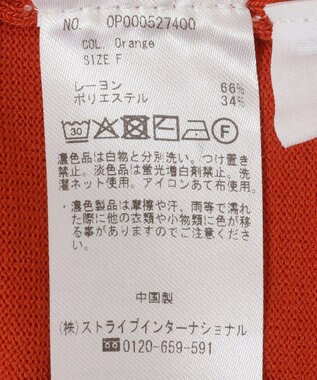 NO. OP000527400
COL. Orange
SIZE F
レーヨン 66%
ポリエステル 34%
30 F
濃色品は白物と分別洗い。つけ置き
禁止。淡色品は蛍光増白剤禁止。洗
濯ネット使用。アイロンあて布使用。
・濃色製品は摩擦や汗、雨等で濡れ
た際に他の衣類や小物類に色が移
る事がありますのでご注意下さい。
中国製
(株)ストライプインターナショナル
0120-659-591